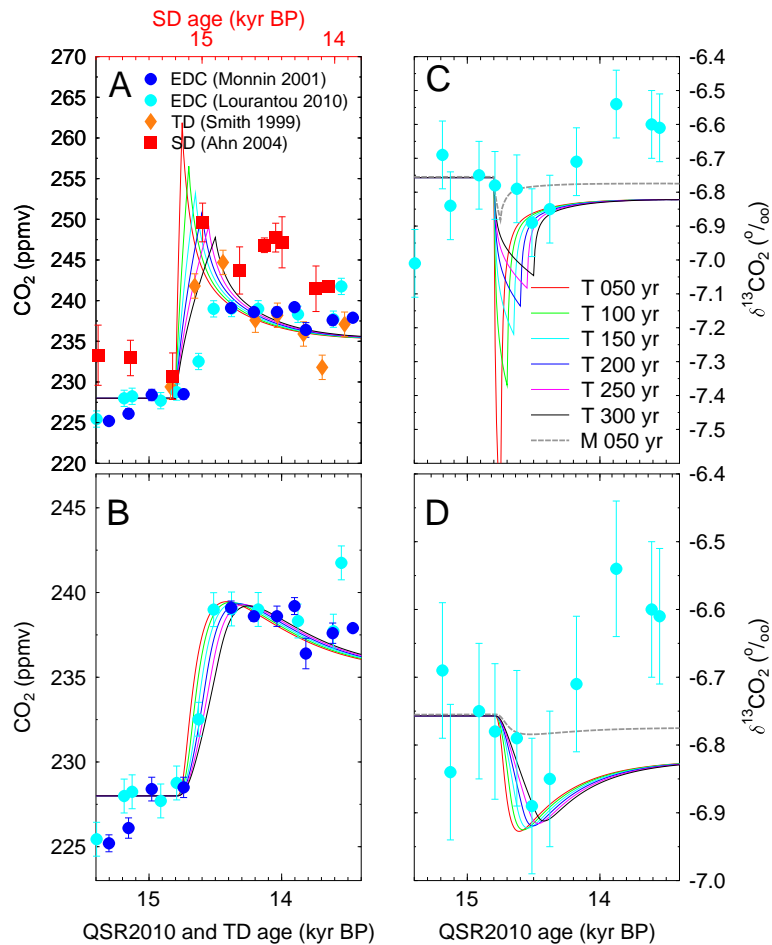 SD age (kyr BP)
15 14
A
EDC (Monnin 2001)
EDC (Lourantou 2010)
TD (Smith 1999)
SD (Ahn 2004)
270
265
260
255
250
245
240
235
230
225
220
CO2 (ppmv)
C
-6.4
-6.5
-6.6
-6.7
-6.8
-6.9
-7.0
-7.1
-7.2
-7.3
-7.4
-7.5
δ13CO2 (o/oo)
T 050 yr
T 100 yr
T 150 yr
T 200 yr
T 250 yr
T 300 yr
M 050 yr
B
245
240
235
230
225
CO2 (ppmv)
15 14
QSR2010 and TD age (kyr BP)
D
-6.4
-6.5
-6.6
-6.7
-6.8
-6.9
-7.0
δ13CO2 (o/oo)
15 14
QSR2010 age (kyr BP)